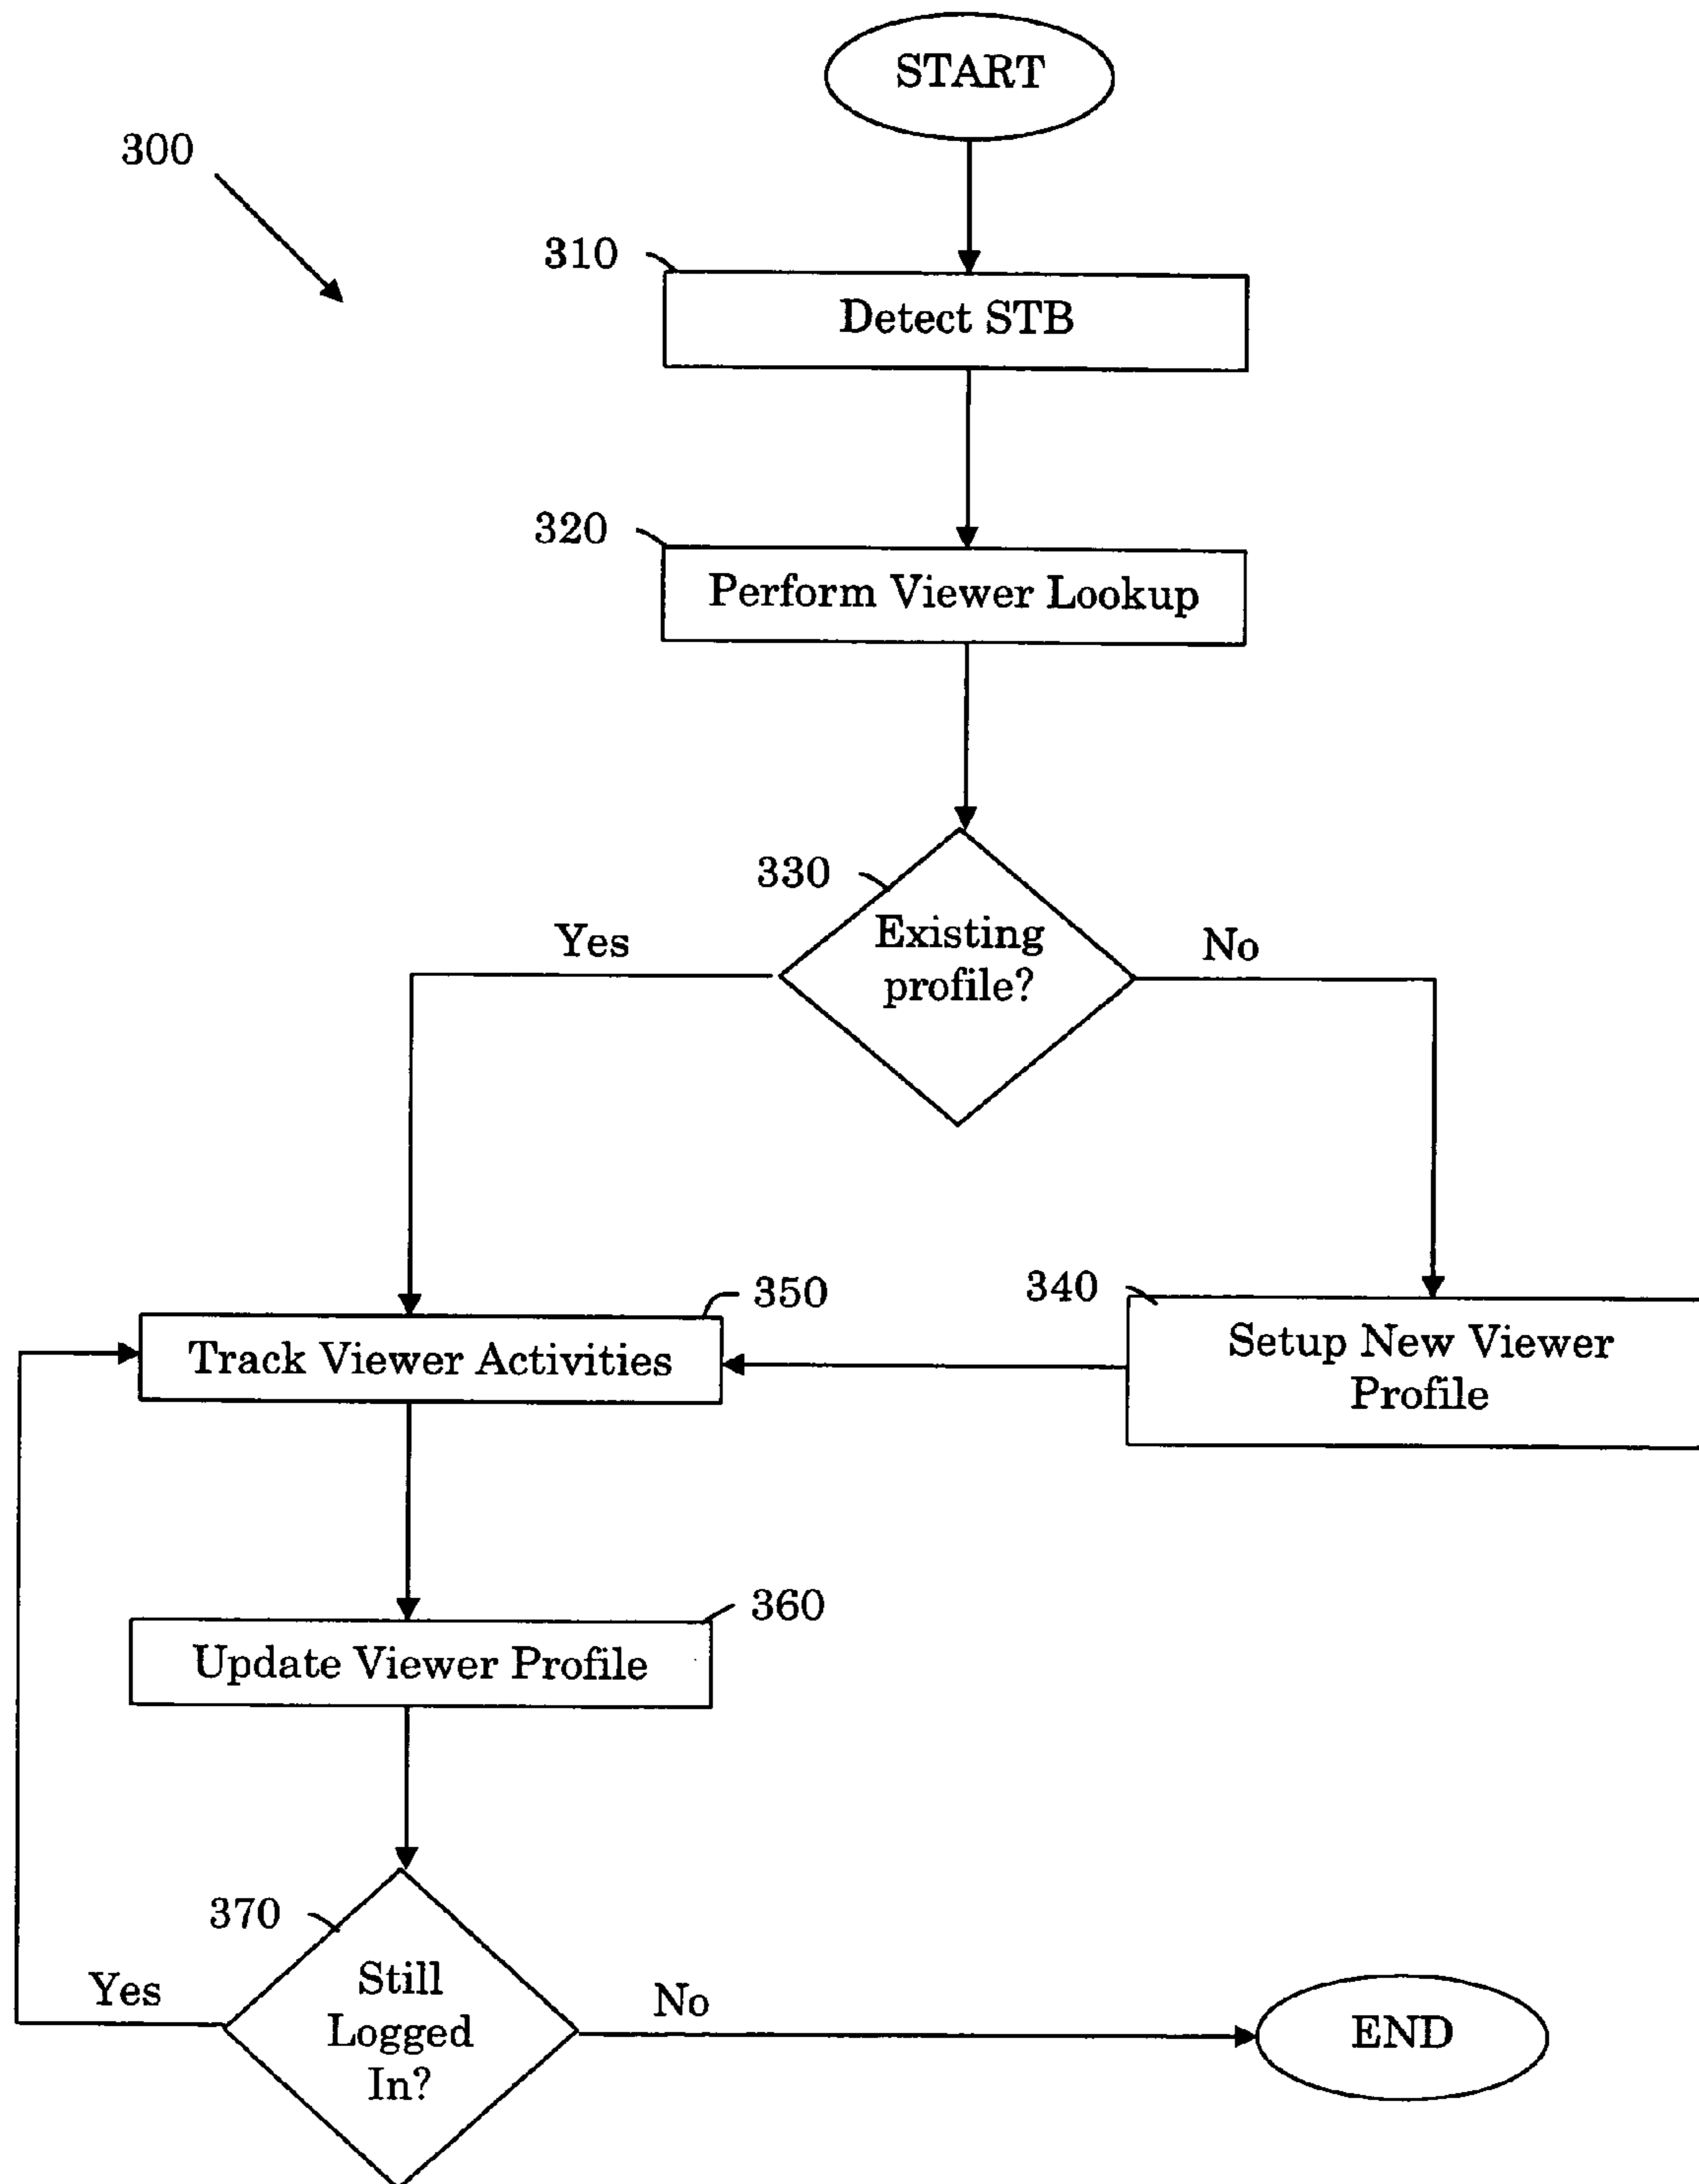 START
300
310
Detect STB
320
Perform Viewer Lookup
330
Existing
profile?
Yes
No
350
340
Track Viewer Activities
Setup New Viewer
Profile
360
Update Viewer Profile
370
Still
Logged
In?
Yes
No
END